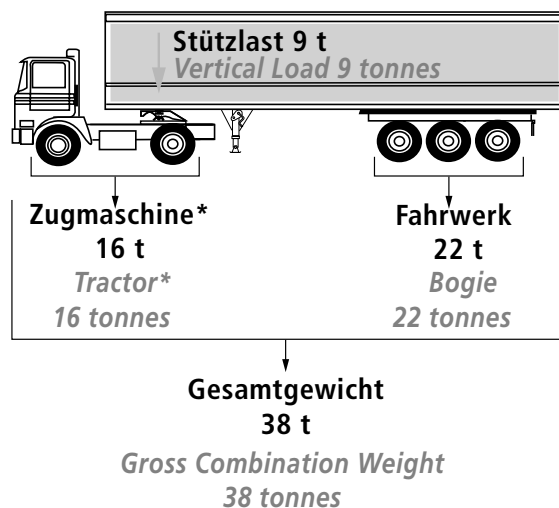 Stützlast 9 t
Vertical Load 9 tonnes
Zugmaschine*
16 t
Tractor*
16 tonnes
Fahrwerk
22 t
Bogie
22 tonnes
Gesamtgewicht
38 t
Gross Combination Weight
38 tonnes